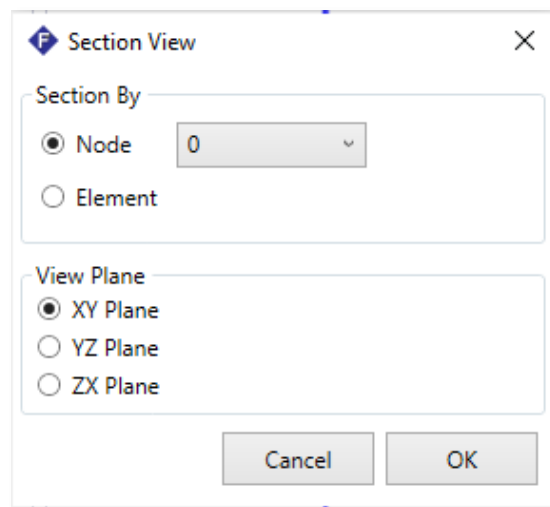 F Section View
Section By
Node 0
Element
View Plane
XY Plane
YZ Plane
ZX Plane
Cancel OK